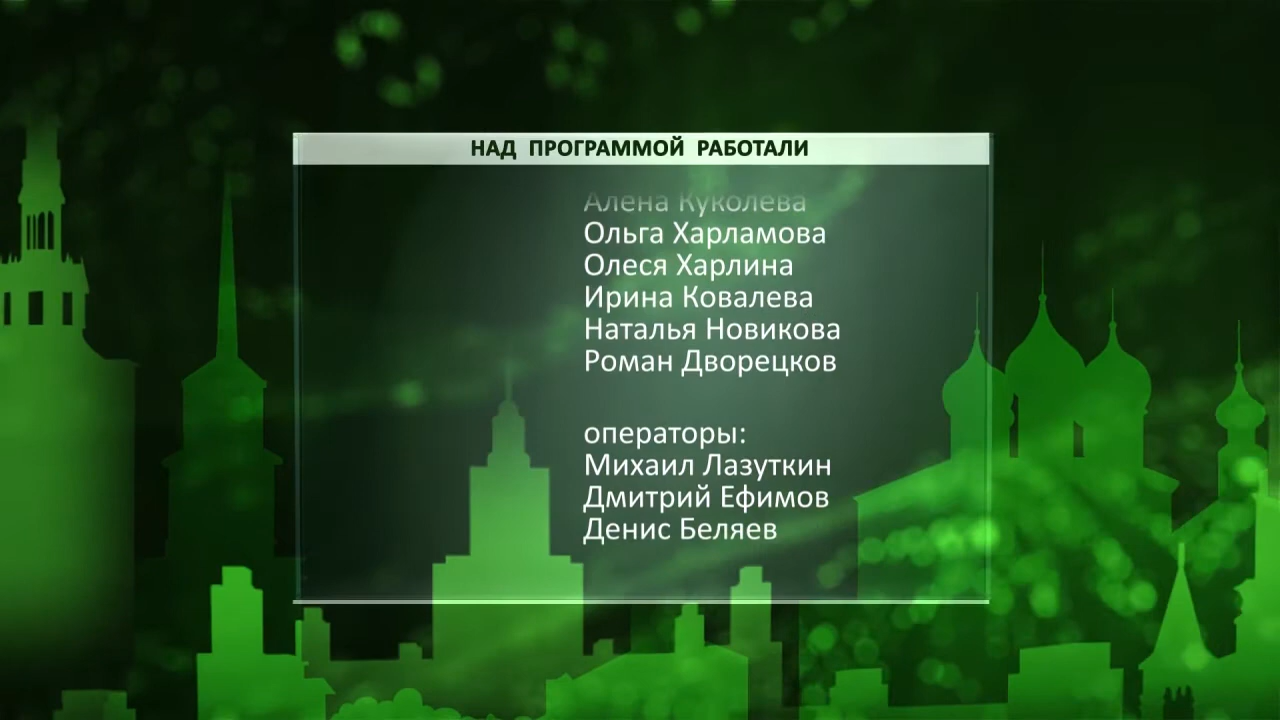 НАД ПРОГРАММОЙ РАБОТАЛИ
Алена Куколева
Ольга Харламова
Олеся Харлина
Ирина Ковалева
Наталья Новикова
Роман Дворецков
операторы:
Михаил Лазуткин
Дмитрий Ефимов
Денис Беляев